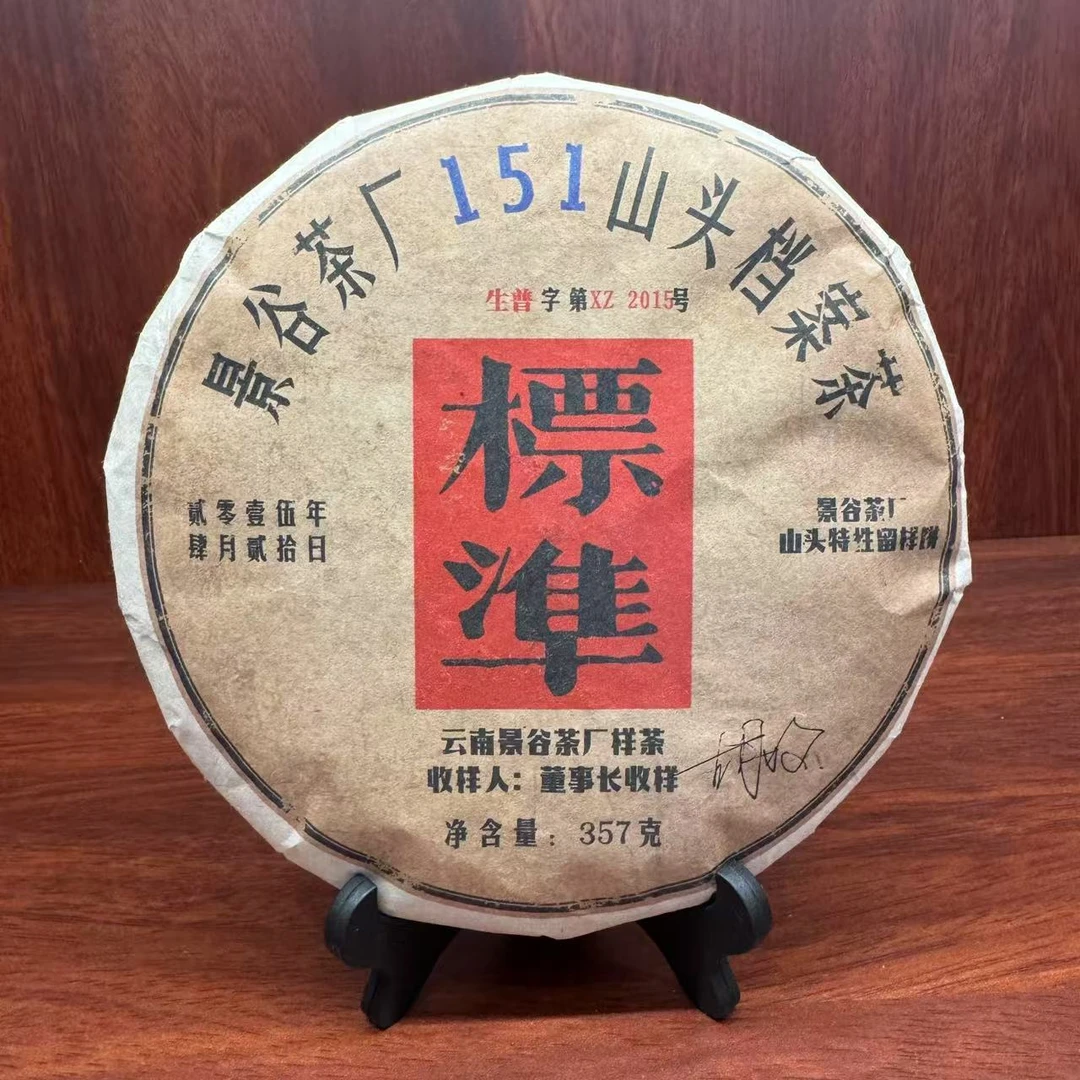 景谷茶厂151山头档案茶
生普字第XZ 2015号
標準
贰零壹伍年
肆月贰拾日
景谷茶厂
山头特性留样饼
云南景谷茶厂样茶
收样人：董事长收样
净含量：357克